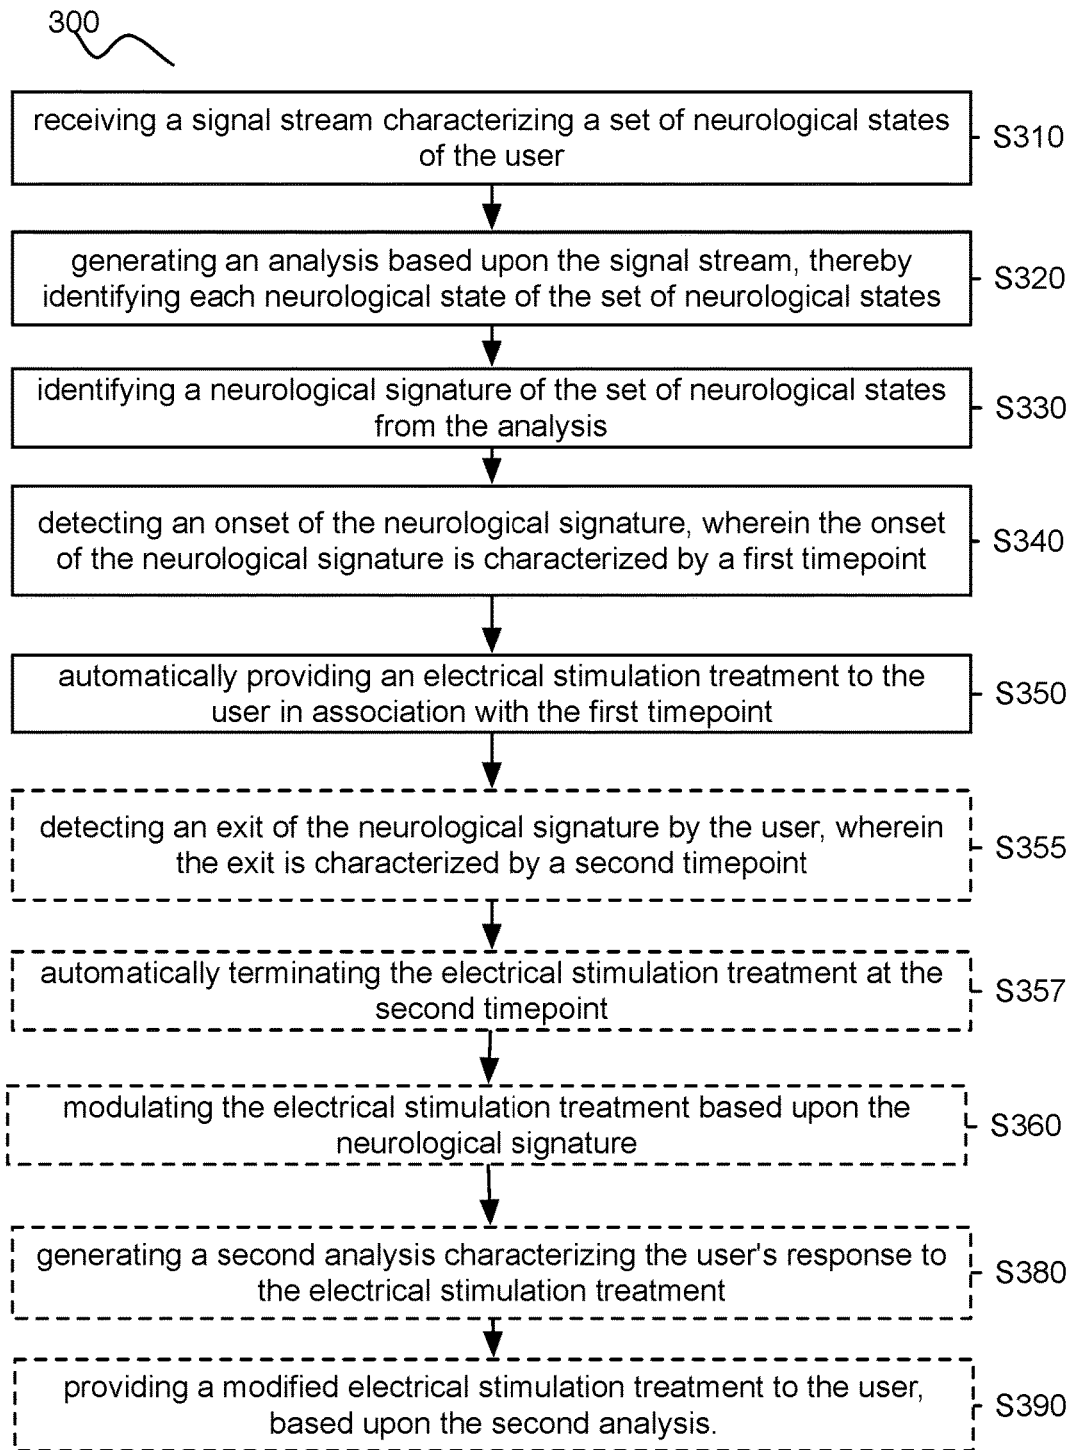 300
receiving a signal stream characterizing a set of neurological states
of the user
S310
generating an analysis based upon the signal stream, thereby
identifying each neurological state of the set of neurological states
S320
identifying a neurological signature of the set of neurological states
from the analysis
S330
detecting an onset of the neurological signature, wherein the onset
of the neurological signature is characterized by a first timepoint
S340
automatically providing an electrical stimulation treatment to the
user in association with the first timepoint
S350
detecting an exit of the neurological signature by the user, wherein
the exit is characterized by a second timepoint
S355
automatically terminating the electrical stimulation treatment at the
second timepoint
S357
modulating the electrical stimulation treatment based upon the
neurological signature
S360
generating a second analysis characterizing the user's response to
the electrical stimulation treatment
S380
providing a modified electrical stimulation treatment to the user,
based upon the second analysis.
S390